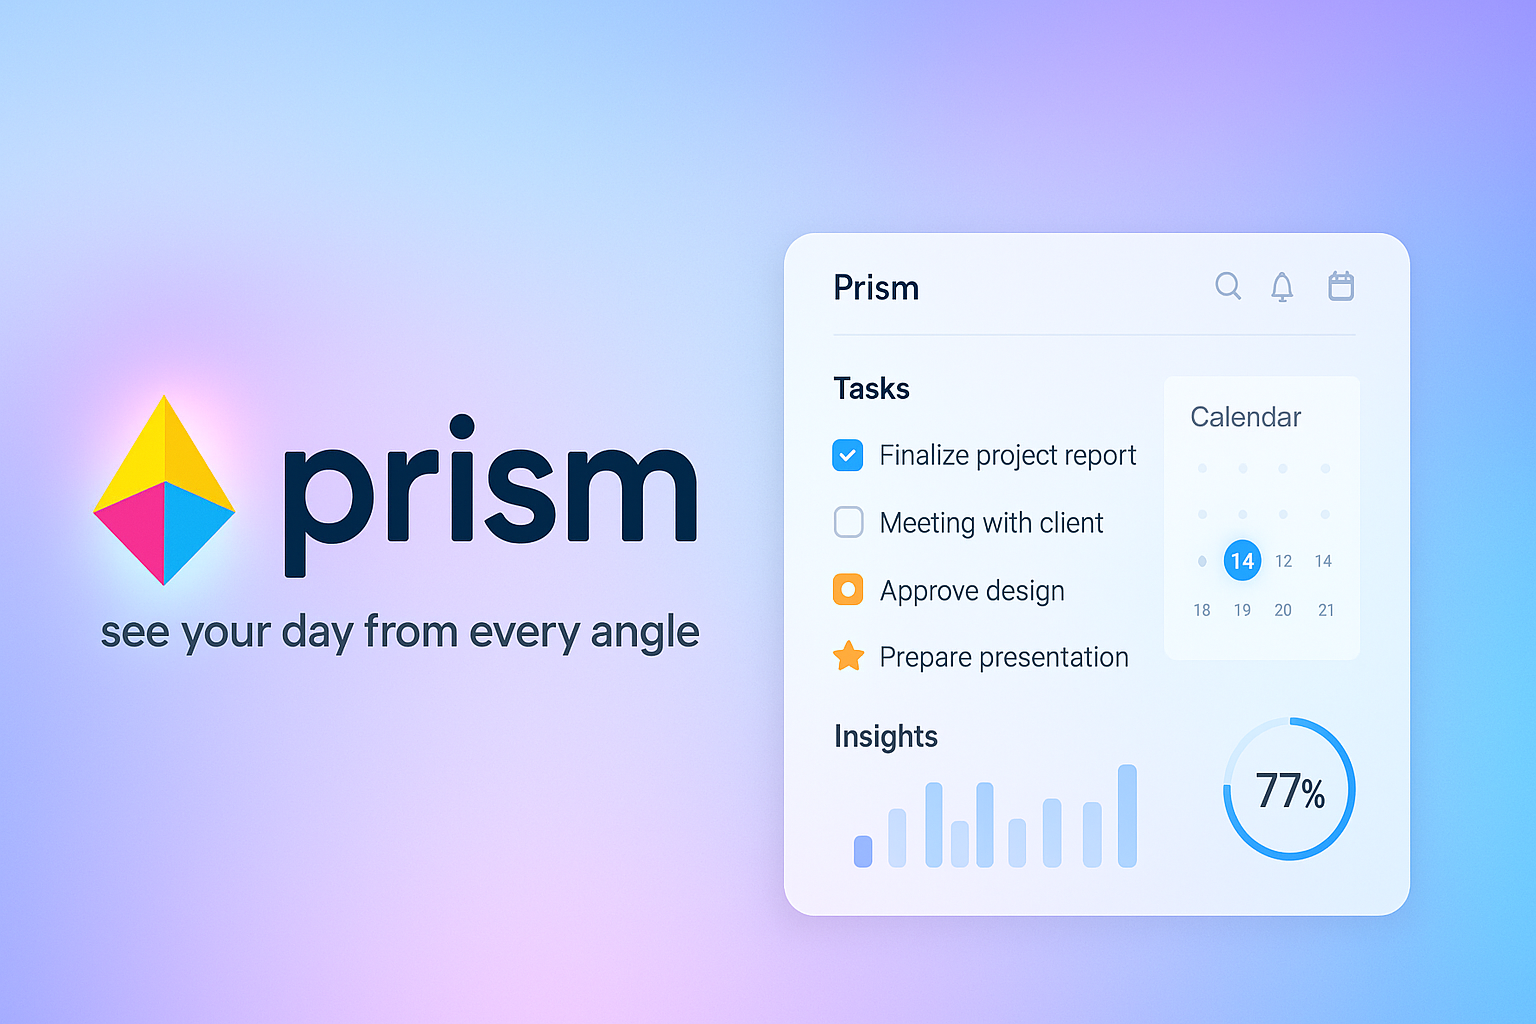 prism
see your day from every angle
Prism
Tasks
Finalize project report
Meeting with client
Approve design
Prepare presentation
Calendar
14 12 14
18 19 20 21
Insights
77%